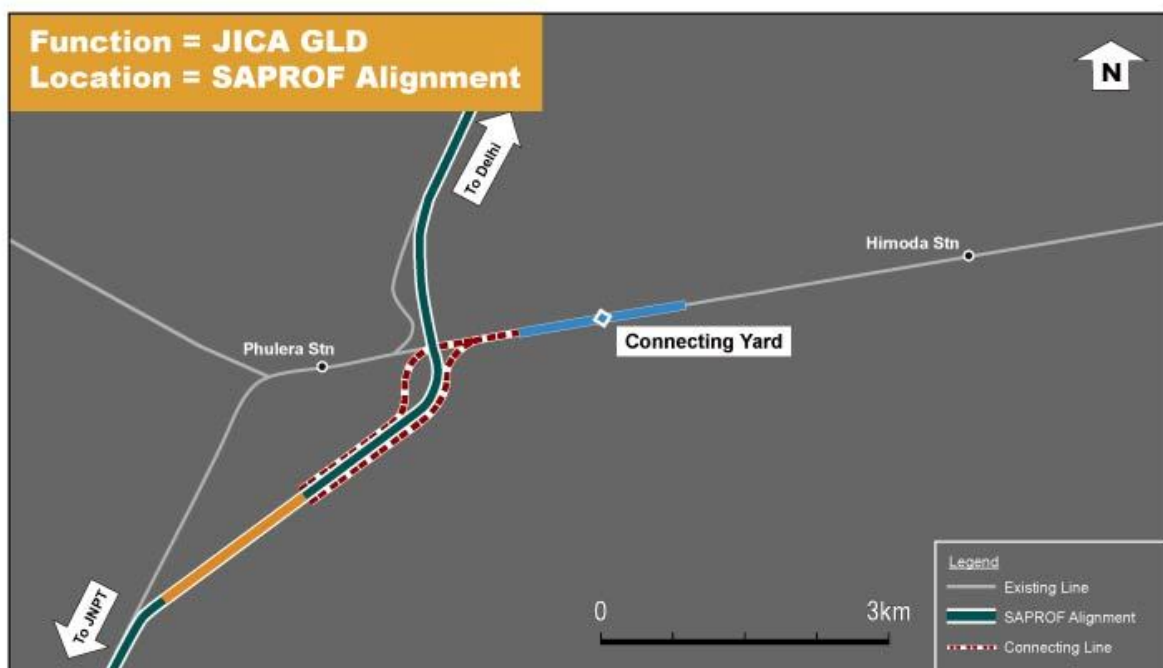 Function = JICA GLD
Location = SAPROF Alignment
N
To Delhi
Himoda Stn
Connecting Yard
Phulera Stn
To JNPT
0
3km
Legend
Existing Line
SAPROF Alignment
Connecting Line